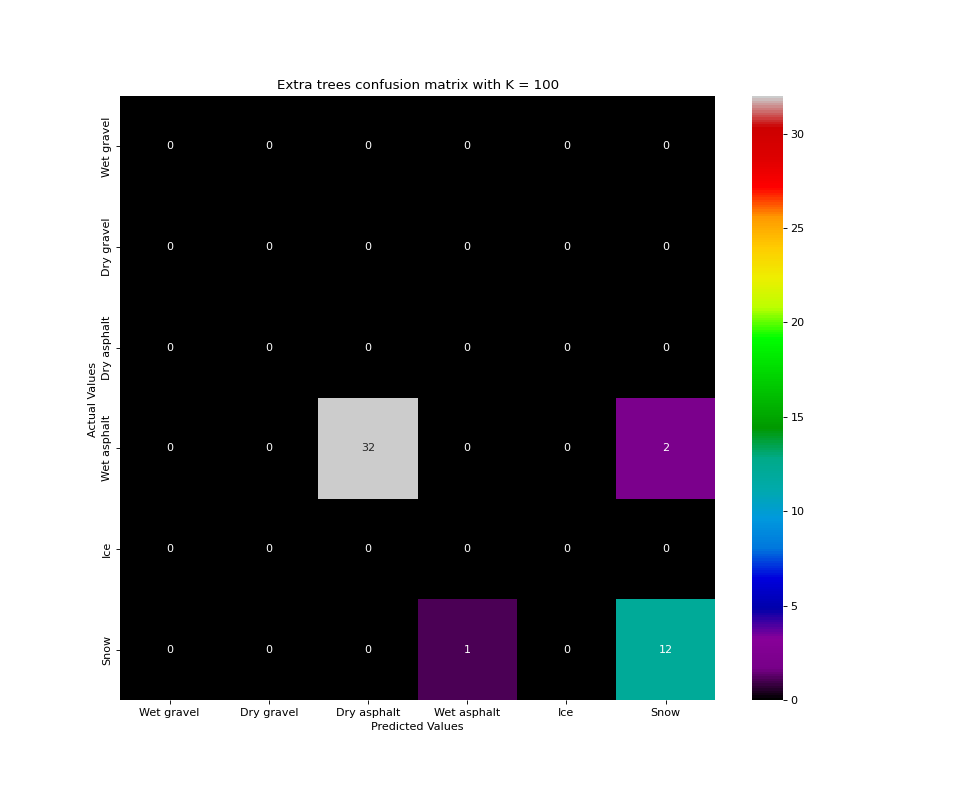 Extra trees confusion matrix with K = 100
Actual Values
Wet gravel 0 0 0 0 0 0
Dry gravel 0 0 0 0 0 0
Dry asphalt 0 0 0 0 0 0
Wet asphalt 0 0 32 0 0 2
Ice 0 0 0 0 0 0
Snow 0 0 0 1 0 12
Wet gravel Dry gravel Dry asphalt Wet asphalt Ice Snow
Predicted Values
30
25
20
15
10
5
0